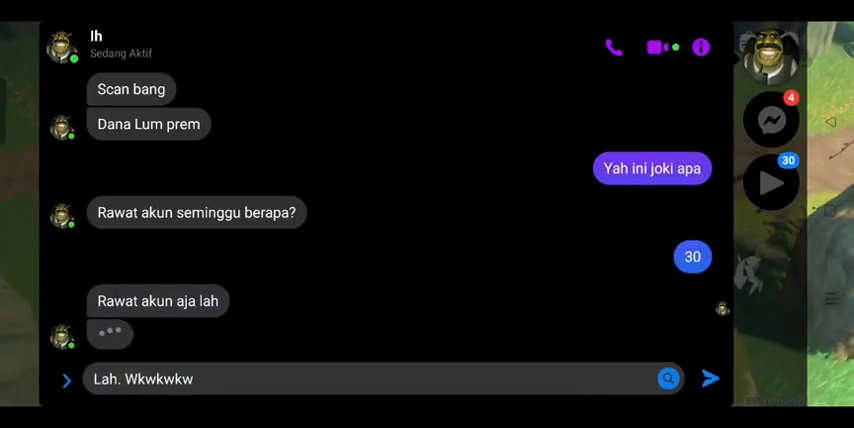 Ih
Sedang Aktif
Scan bang
Dana Lum prem
Yah ini joki apa
Rawat akun seminggu berapa?
30
Rawat akun aja lah
Lah. Wkwkwkw
4
30